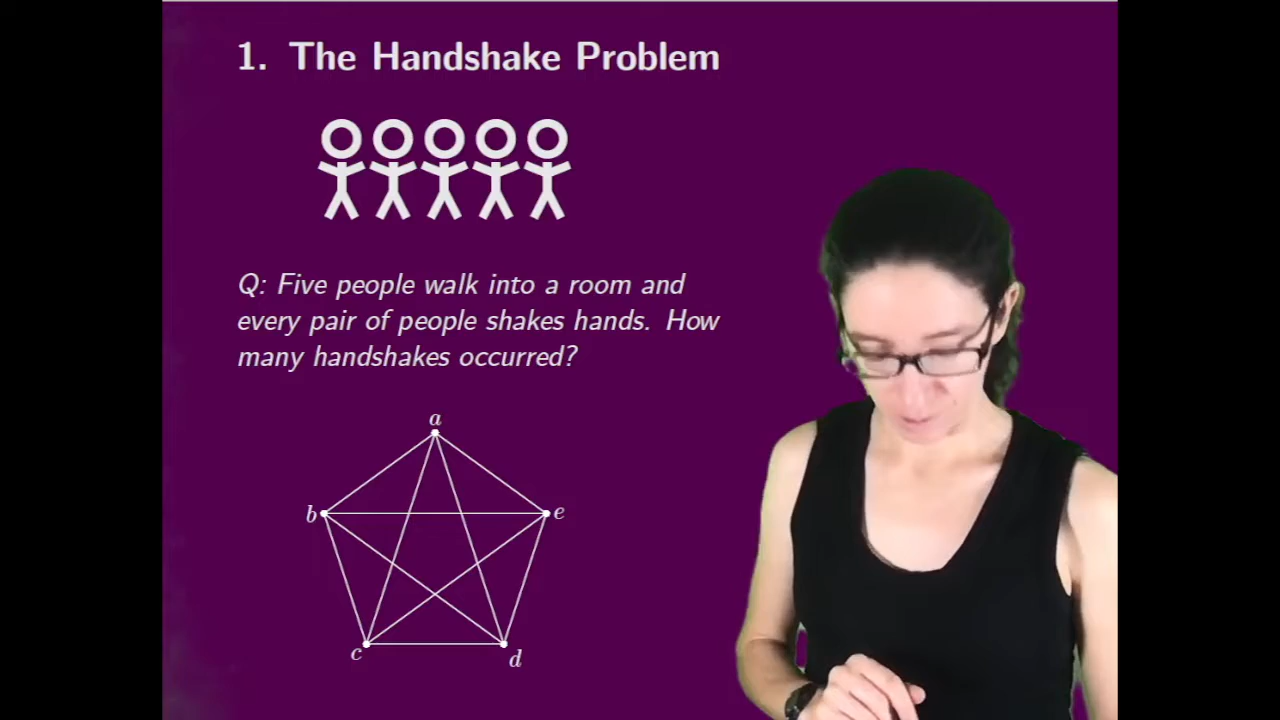 1. The Handshake Problem
Q: Five people walk into a room and
every pair of people shakes hands. How
many handshakes occurred?
a
b
e
c
d